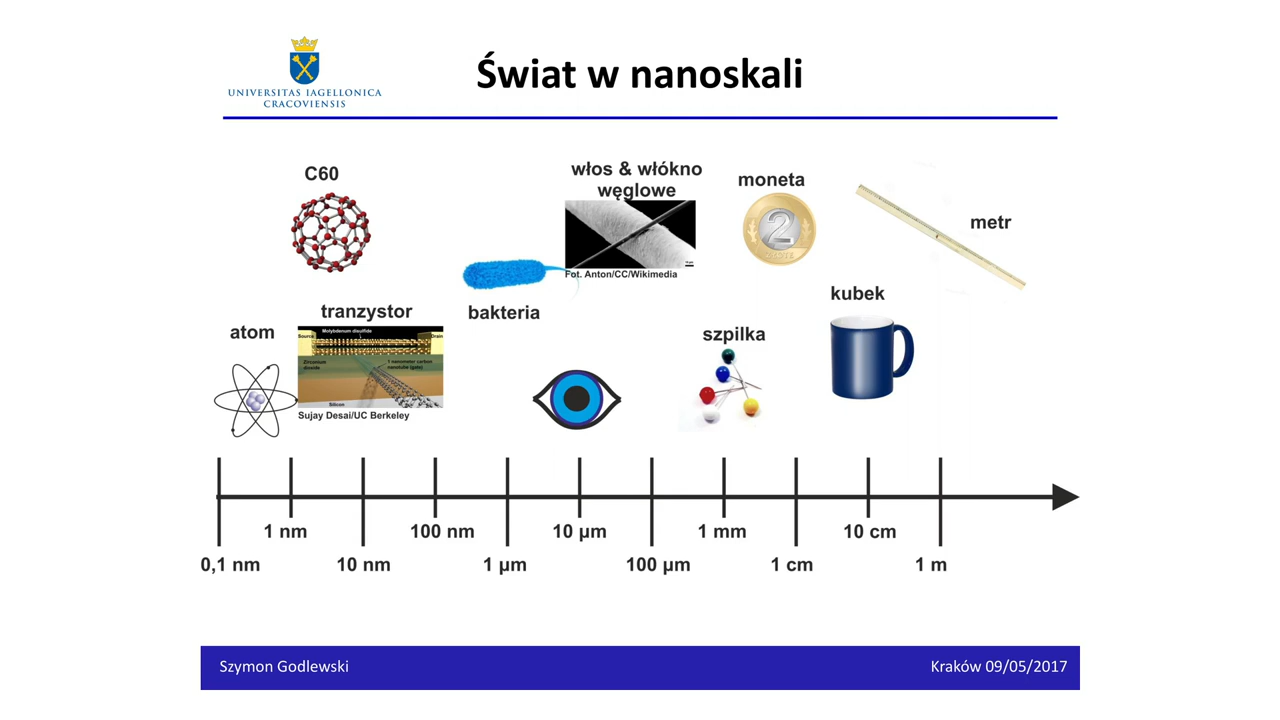 UNIVERSITAS IAGELLONICA
CRACOVIENSIS
Świat w nanoskali
C60
włos & włókno
węglowe
Fot. Anton/CC/Wikimedia
moneta
2
metr
kubek
bakteria
tranzystor
Molybdenum disulfide
Source
Drain
Zirconium
dioxide
1 nanometer carbon
nanotube (gate)
Silicon
Sujay Desai/UC Berkeley
atom
szpilka
1 nm
100 nm
10 µm
1 mm
10 cm
0,1 nm
10 nm
1 µm
100 µm
1 cm
1 m
Szymon Godlewski
Kraków 09/05/2017